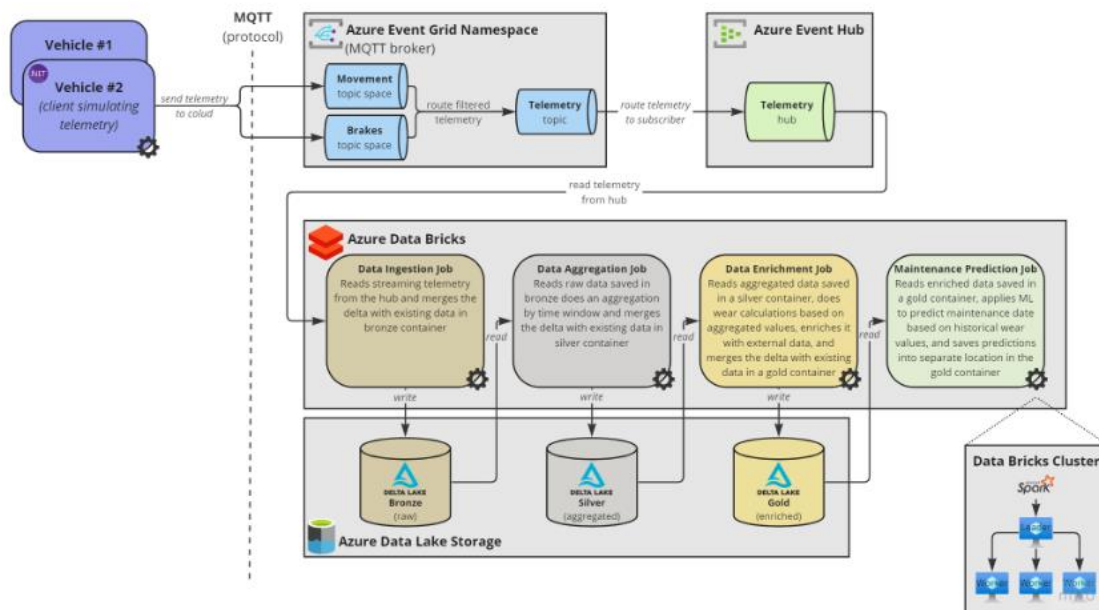 Vehicle #1
.NET
Vehicle #2
(client simulating
telemetry)
send telemetry
to colud
MQTT
(protocol)
Azure Event Grid Namespace
(MQTT broker)
Movement
topic space
Brakes
topic space
route filtered
telemetry
Telemetry
topic
route telemetry
to subscriber
Azure Event Hub
Telemetry
hub
read telemetry
from hub
Azure Data Bricks
Data Ingestion Job
Reads streaming telemetry
from the hub and merges the
delta with existing data in
bronze container
read
Data Aggregation Job
Reads raw data saved in
bronze does an aggregation
by time window and merges
the delta with existing data in
silver container
read
Data Enrichment Job
Reads aggregated data saved
in a silver container, does
wear calculations based on
aggregated values, enriches it
with external data, and
merges the delta with existing
data in a gold container
read
Maintenance Prediction Job
Reads enriched data saved in
a gold container, applies ML
to predict maintenance date
based on historical wear
values, and saves predictions
into separate location in the
gold container
write
write
write
DELTA LAKE
Bronze
(raw)
DELTA LAKE
Silver
(aggregated)
DELTA LAKE
Gold
(enriched)
Azure Data Lake Storage
Data Bricks Cluster
Spark
Leader
Worker
Worker
Worker
miro